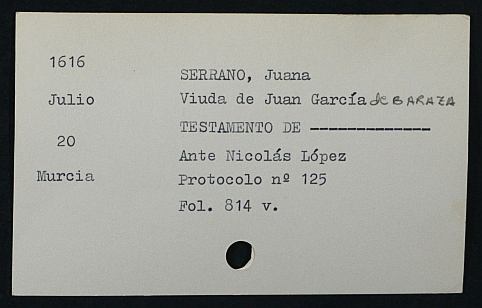 1616
SERRANO, Juana
Julio
Viuda de Juan García de BARAZA
TESTAMENTO DE --------------
20
Ante Nicolás López
Murcia
Protocolo nº 125
Fol. 814 v.